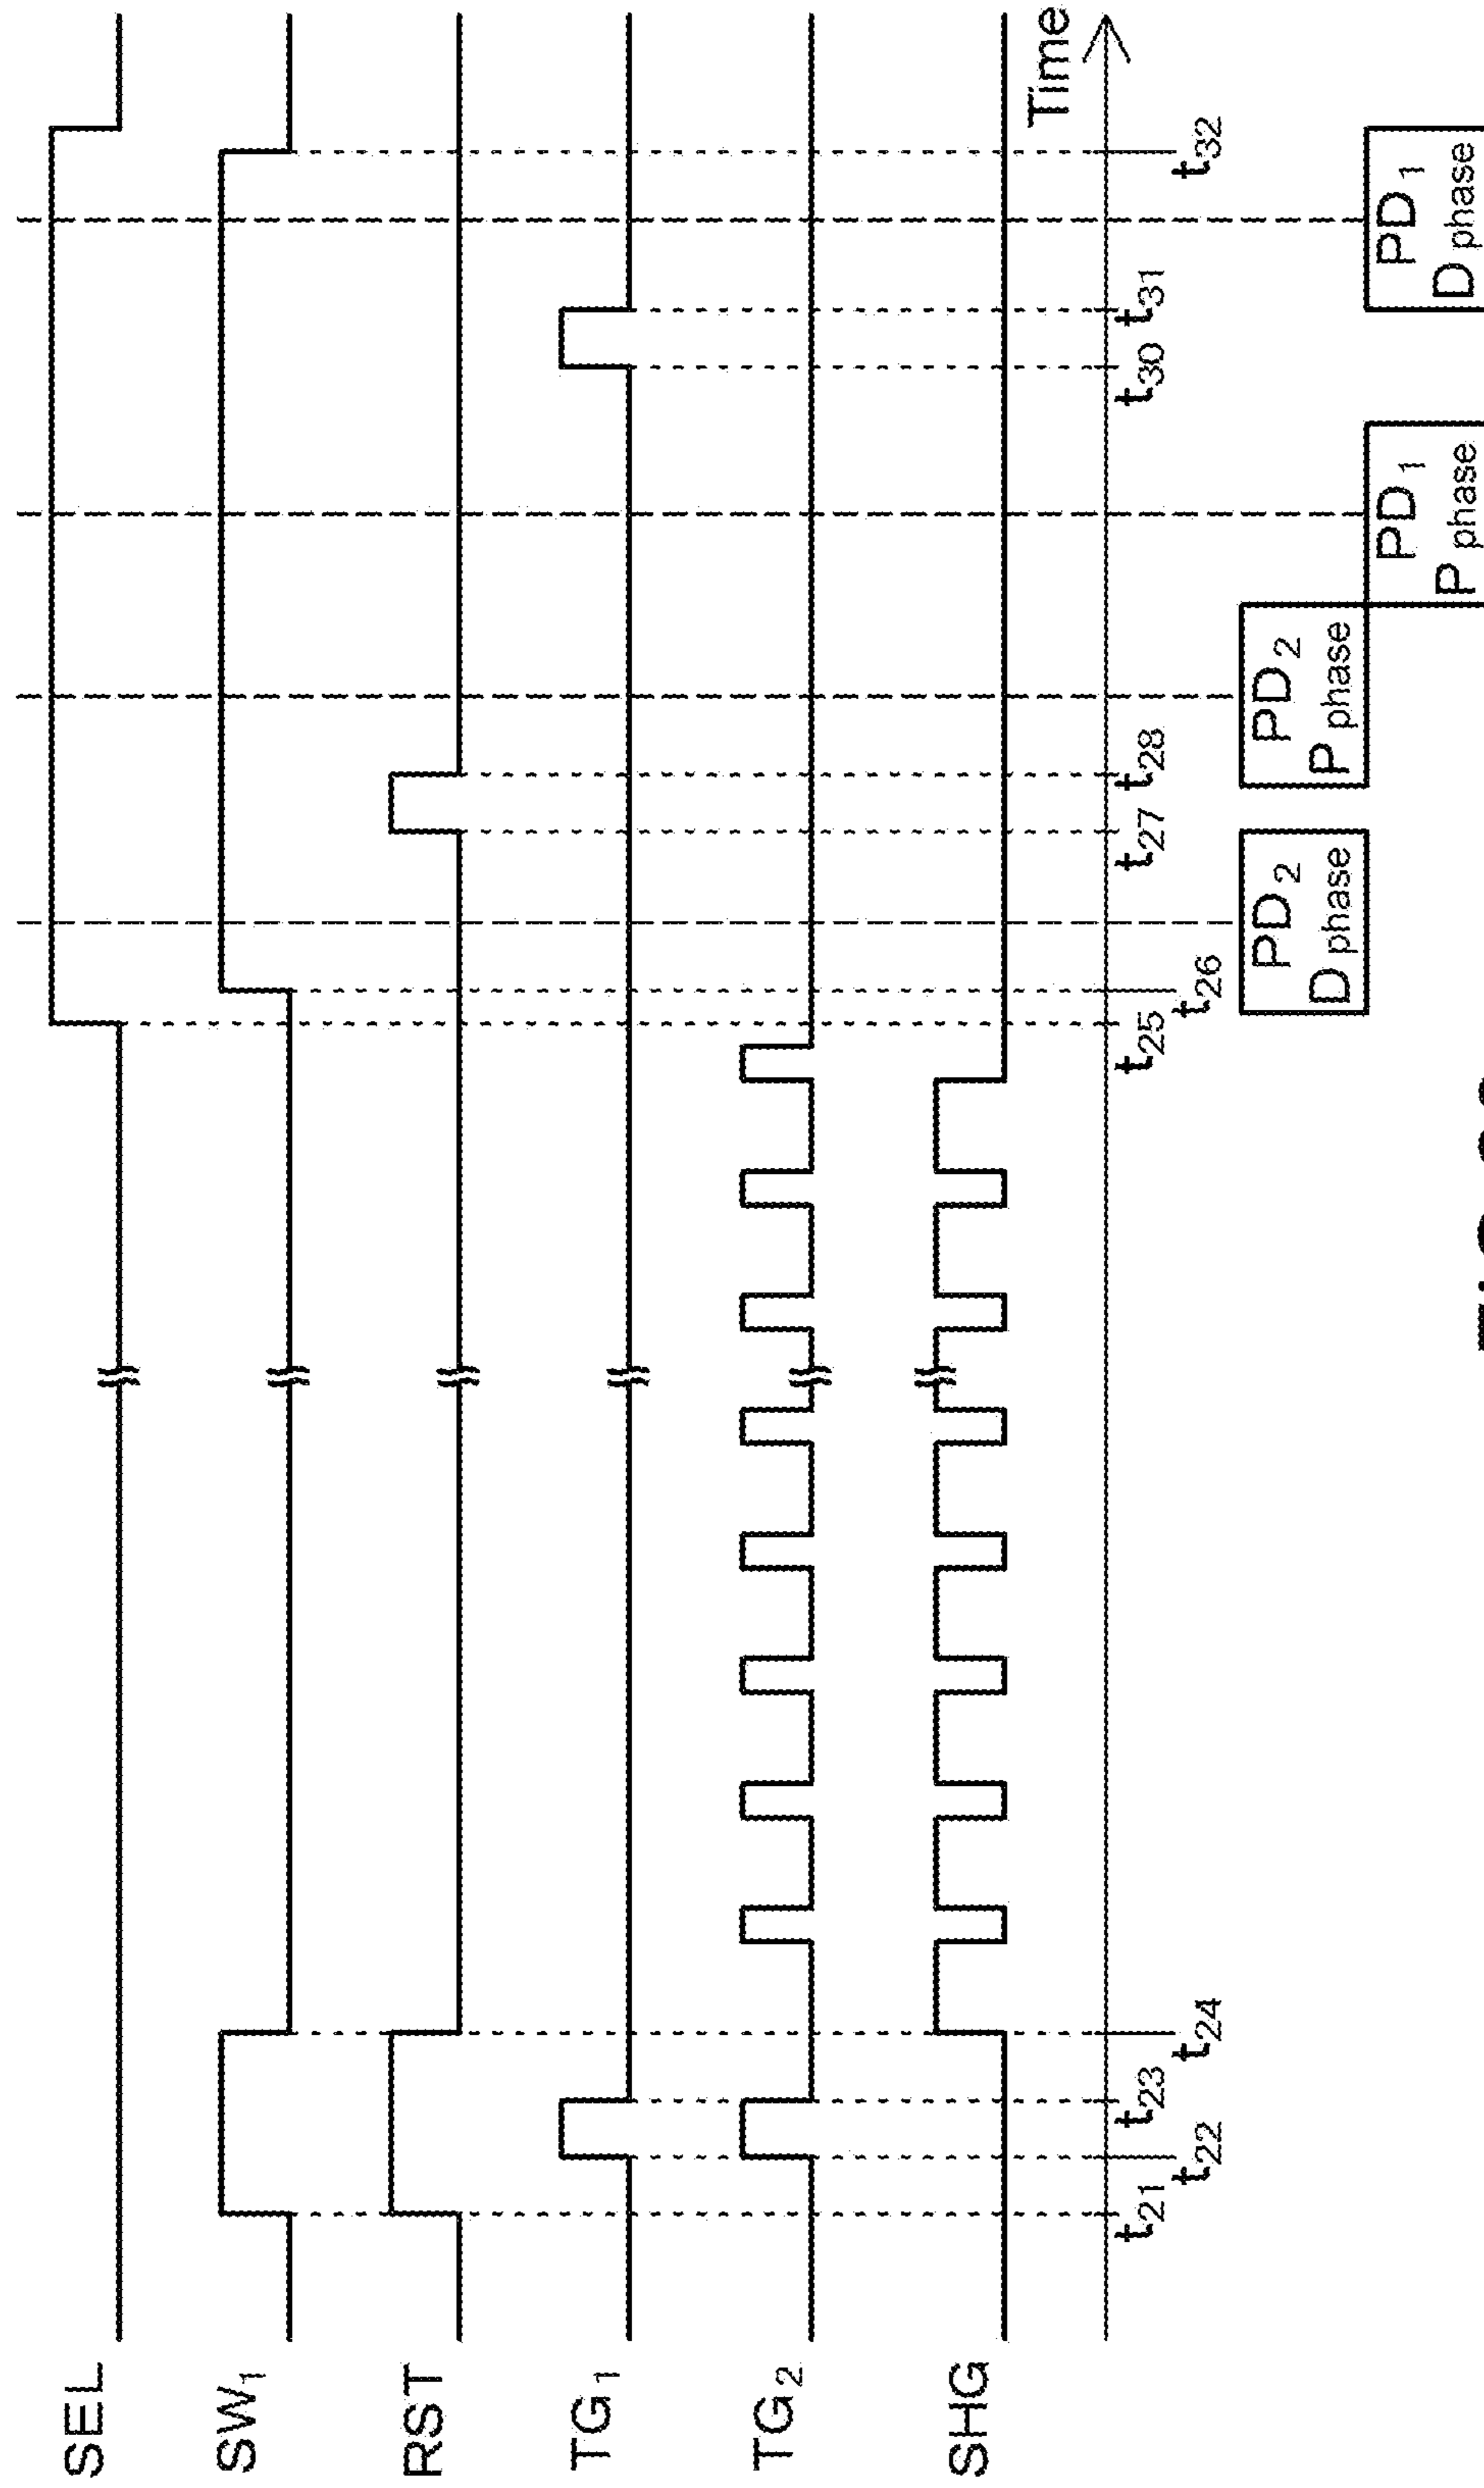 SEL
SW1
RST
TG1
TG2
SHG
Time
t21
t22
t23
t24
t25
t26
t27
t28
t30
t31
t32
PD2
D phase
PD2
P phase
PD1
P phase
PD1
D phase